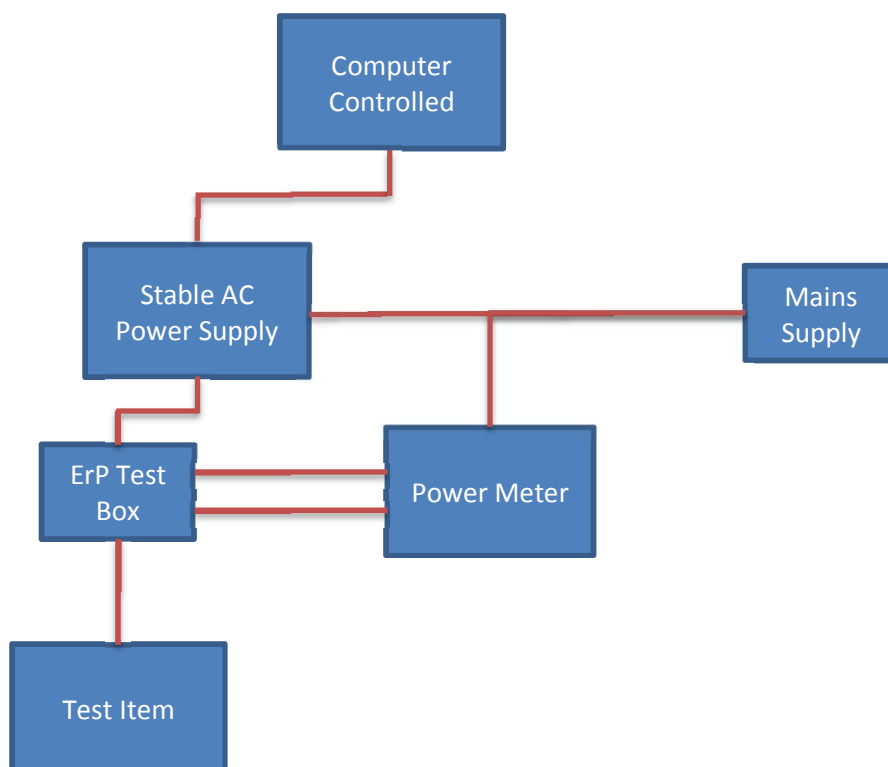 Computer
Controlled
Stable AC
Power Supply
Mains
Supply
ErP Test
Box
Power Meter
Test Item